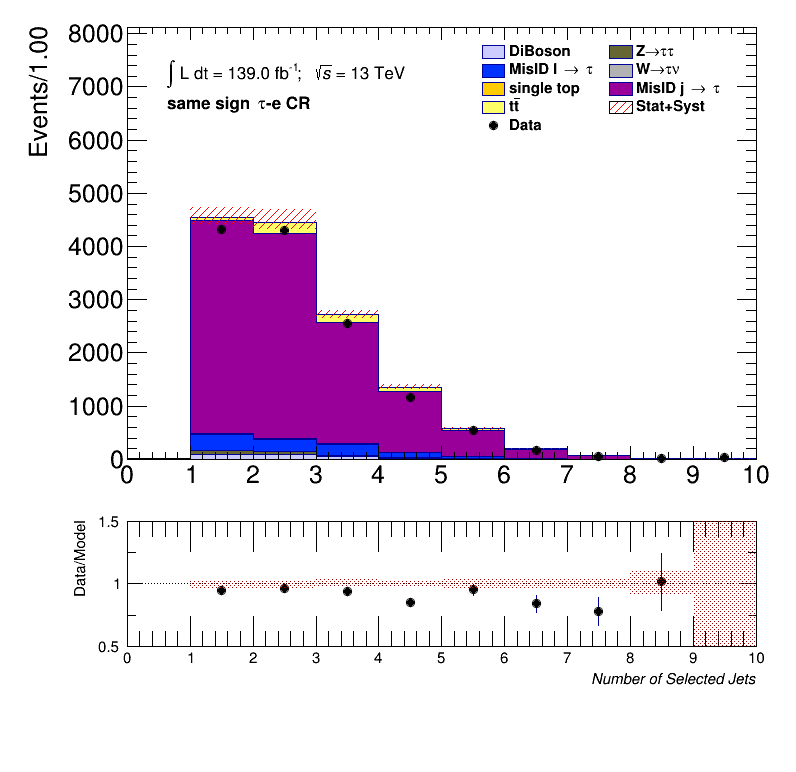 Events/1.00
8000
7000
6000
5000
4000
3000
2000
1000
0
∫ L dt = 139.0 fb⁻¹; √s = 13 TeV
same sign τ-e CR
DiBoson
MisID l → τ
single top
tt̄
Data
Z→ττ
W→τν
MisID j → τ
Stat+Syst
0 1 2 3 4 5 6 7 8 9 10
Data/Model
1.5
1
0.5
0 1 2 3 4 5 6 7 8 9 10
Number of Selected Jets